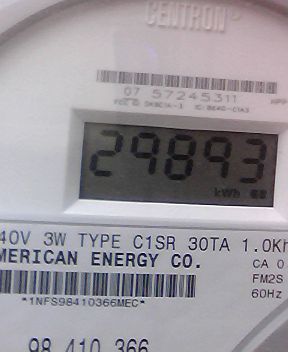 CENTRON®
07 57245311
29893
kWh
40V 3W TYPE C1SR 30TA 1.0Kh
MERICAN ENERGY CO.
CA 0
FM2S
60Hz
*1NFS98410366MEC*
98 410 366